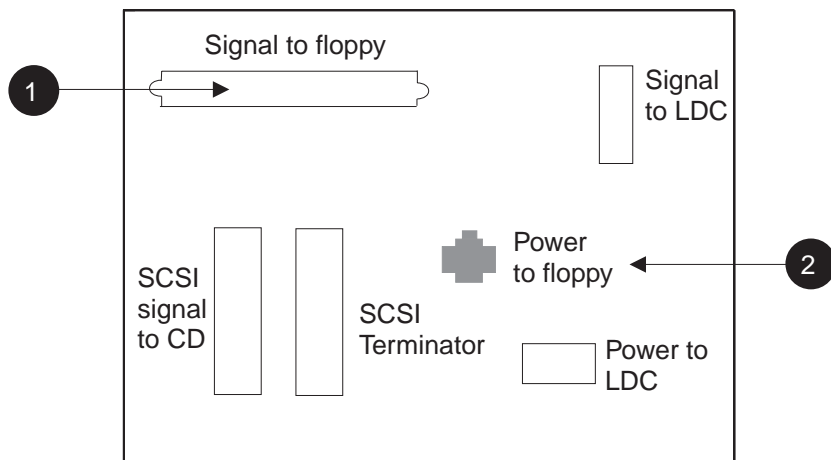 Signal to floppy
1
Signal
to LDC
Power
to floppy
2
SCSI
signal
to CD
SCSI
Terminator
Power to
LDC